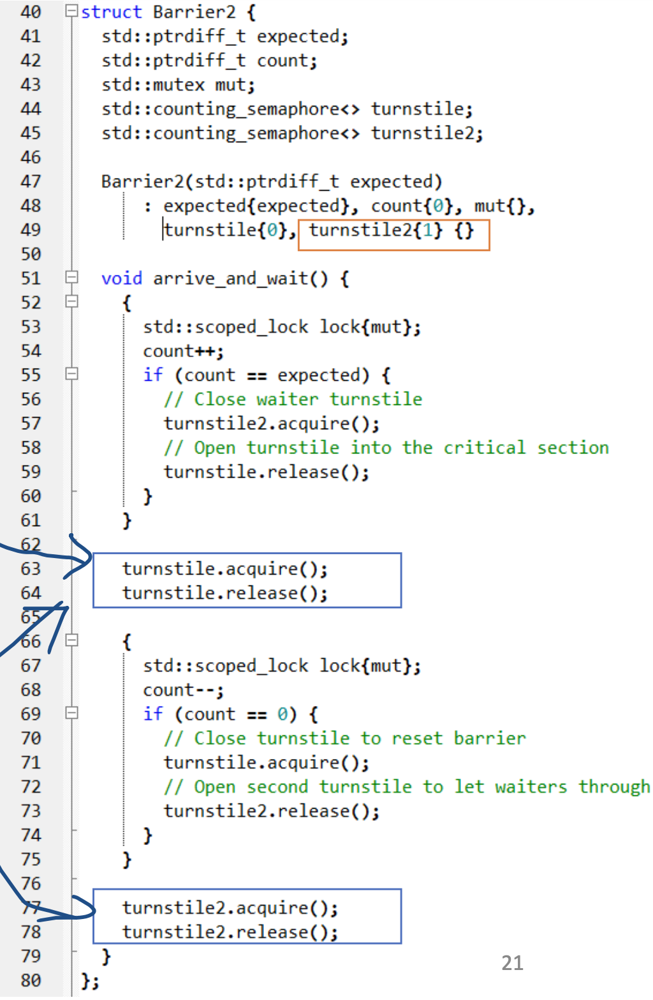 40 struct Barrier2 {
41 std::ptrdiff_t expected;
42 std::ptrdiff_t count;
43 std::mutex mut;
44 std::counting_semaphore<> turnstile;
45 std::counting_semaphore<> turnstile2;
46
47 Barrier2(std::ptrdiff_t expected)
48 : expected{expected}, count{0}, mut{},
49 turnstile{0}, turnstile2{1} {}
50
51 void arrive_and_wait() {
52 {
53 std::scoped_lock lock{mut};
54 count++;
55 if (count == expected) {
56 // Close waiter turnstile
57 turnstile2.acquire();
58 // Open turnstile into the critical section
59 turnstile.release();
60 }
61 }
62
63 turnstile.acquire();
64 turnstile.release();
65
66 {
67 std::scoped_lock lock{mut};
68 count--;
69 if (count == 0) {
70 // Close turnstile to reset barrier
71 turnstile.acquire();
72 // Open second turnstile to let waiters through
73 turnstile2.release();
74 }
75 }
76
77 turnstile2.acquire();
78 turnstile2.release();
79 }
21
80 };